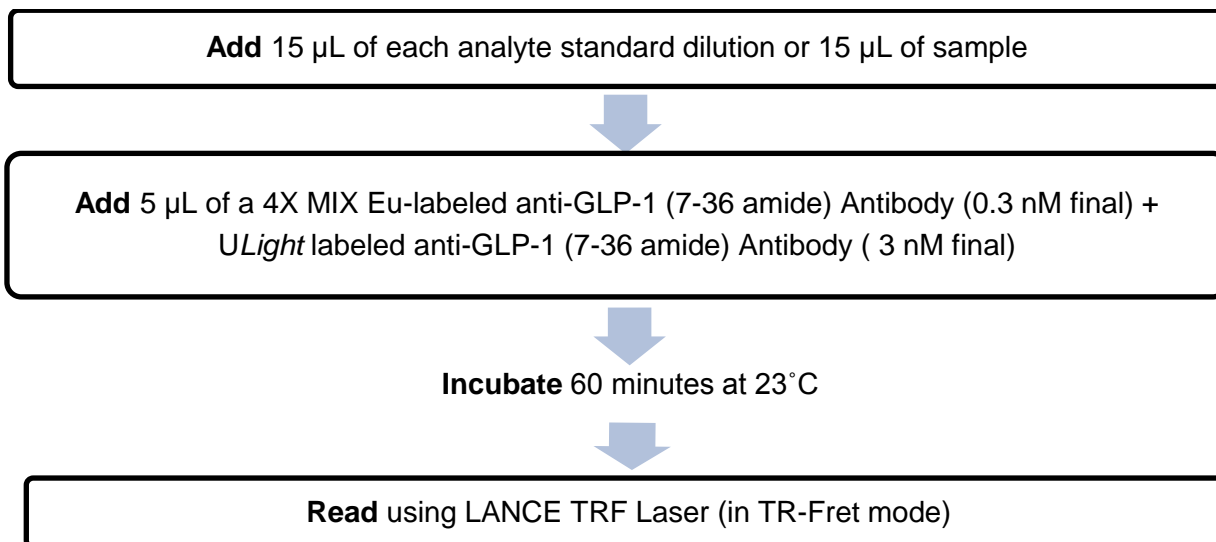 Add 15 µL of each analyte standard dilution or 15 µL of sample
Add 5 µL of a 4X MIX Eu-labeled anti-GLP-1 (7-36 amide) Antibody (0.3 nM final) +
ULight labeled anti-GLP-1 (7-36 amide) Antibody ( 3 nM final)
Incubate 60 minutes at 23˚C
Read using LANCE TRF Laser (in TR-Fret mode)